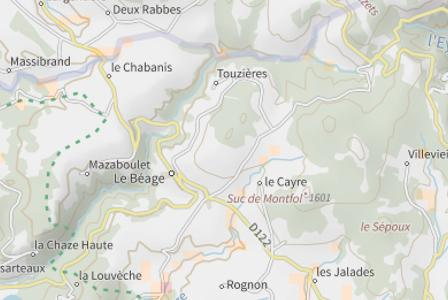 Deux Rabbes
Massibrand
le Chabanis
Touzières
Mazaboulet
Le Béage
le Cayre
Suc de Montfol 1601
D122
le Sépoux
la Chaze Haute
la Louvèche
Rognon
les Jalades